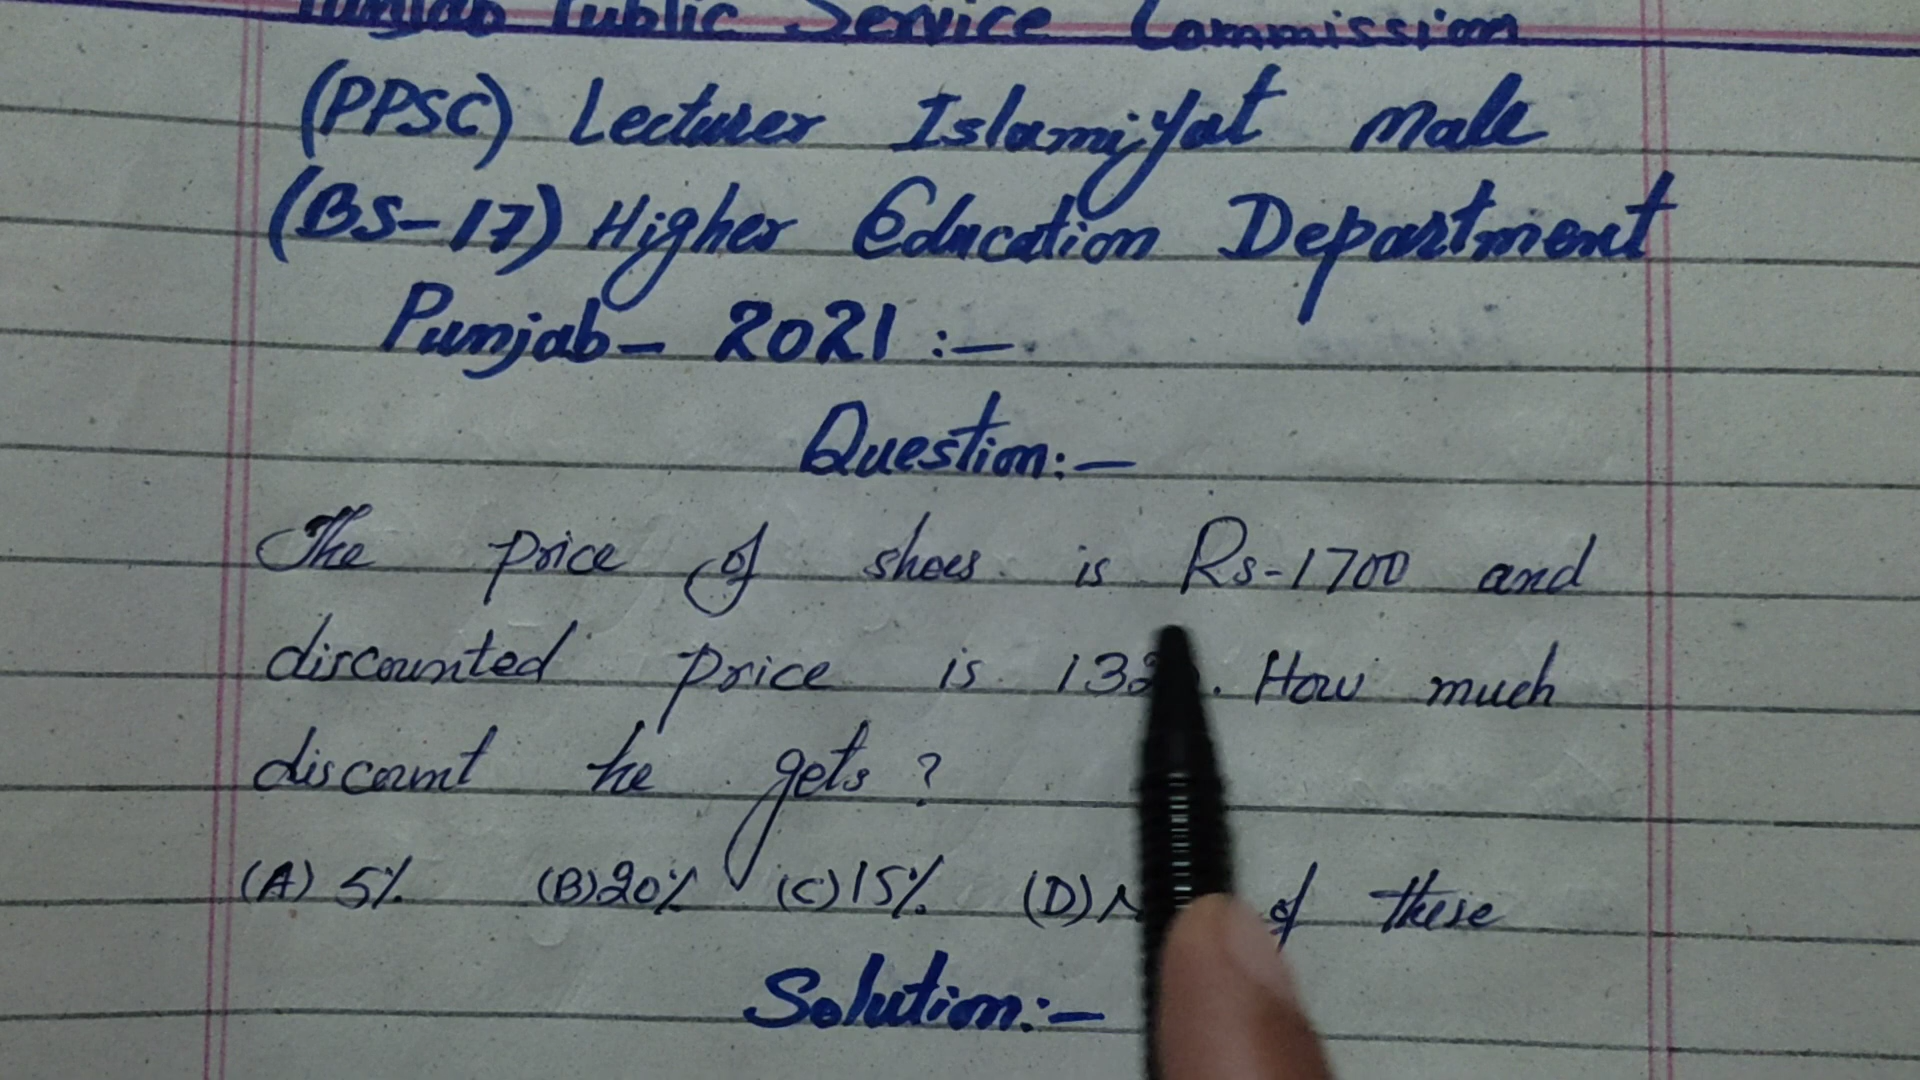 Punjab Public Service Commission
(PPSC) Lecturer Islamiyat Male
(BS-17) Higher Education Department
Punjab- 2021 :-
Question:-
The price of shoes is Rs-1700 and
discounted price is . How much
discount he gets ?
(A) 5% (B) 20% (C) 15% (D) of these
Solution:-